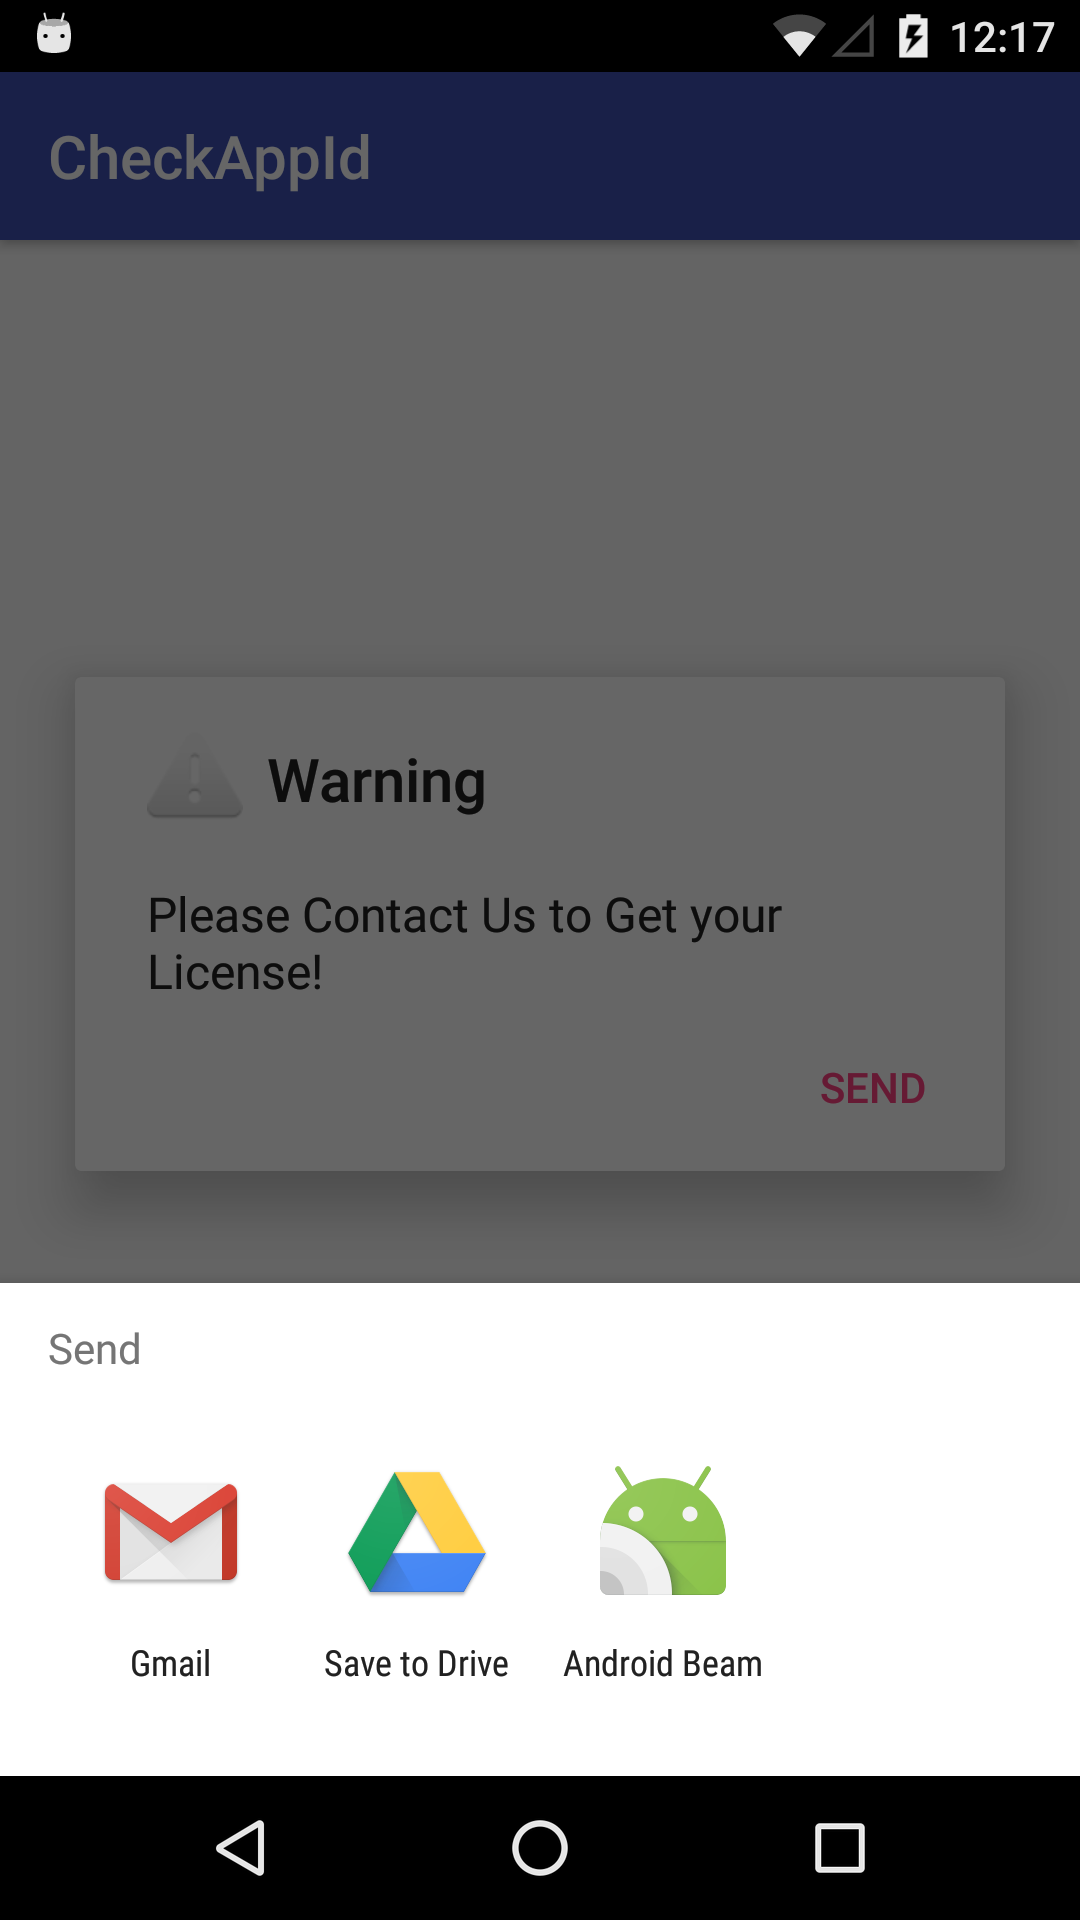 12:17
CheckAppId
Warning
Please Contact Us to Get your
License!
SEND
Send
Gmail
Save to Drive
Android Beam